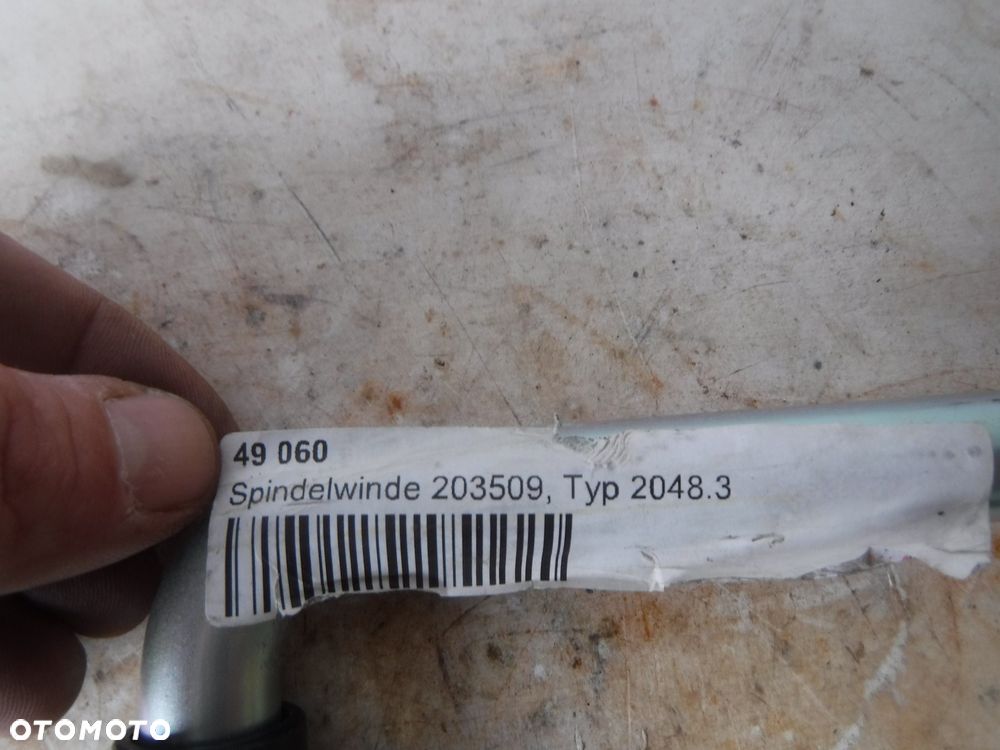 49 060
Spindelwinde 203509, Typ 2048.3
OTOMOTO